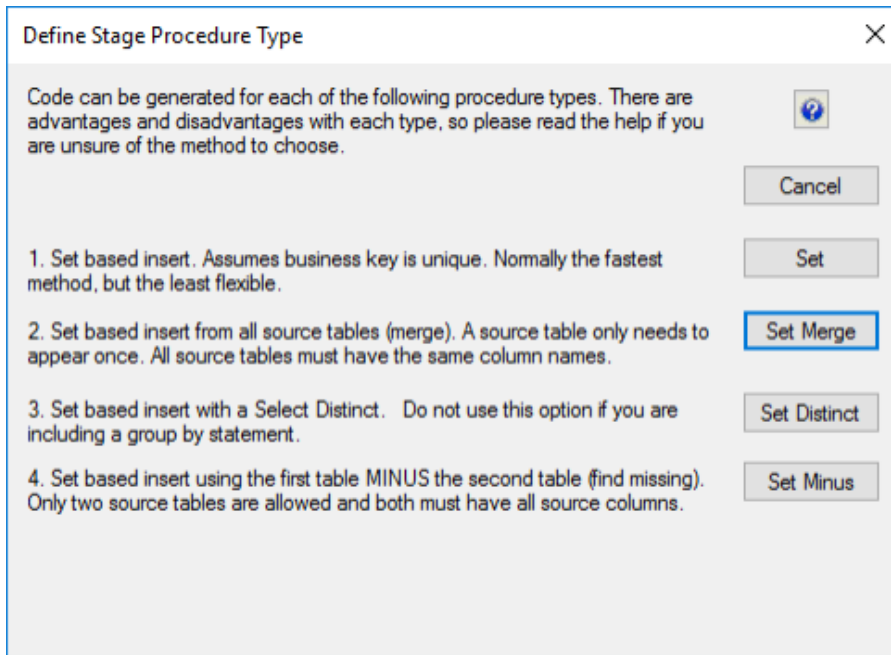 Define Stage Procedure Type
Code can be generated for each of the following procedure types. There are
advantages and disadvantages with each type, so please read the help if you
are unsure of the method to choose.
Cancel
1. Set based insert. Assumes business key is unique. Normally the fastest
method, but the least flexible.
Set
2. Set based insert from all source tables (merge). A source table only needs to
appear once. All source tables must have the same column names.
Set Merge
3. Set based insert with a Select Distinct.   Do not use this option if you are
including a group by statement.
Set Distinct
4. Set based insert using the first table MINUS the second table (find missing).
Only two source tables are allowed and both must have all source columns.
Set Minus